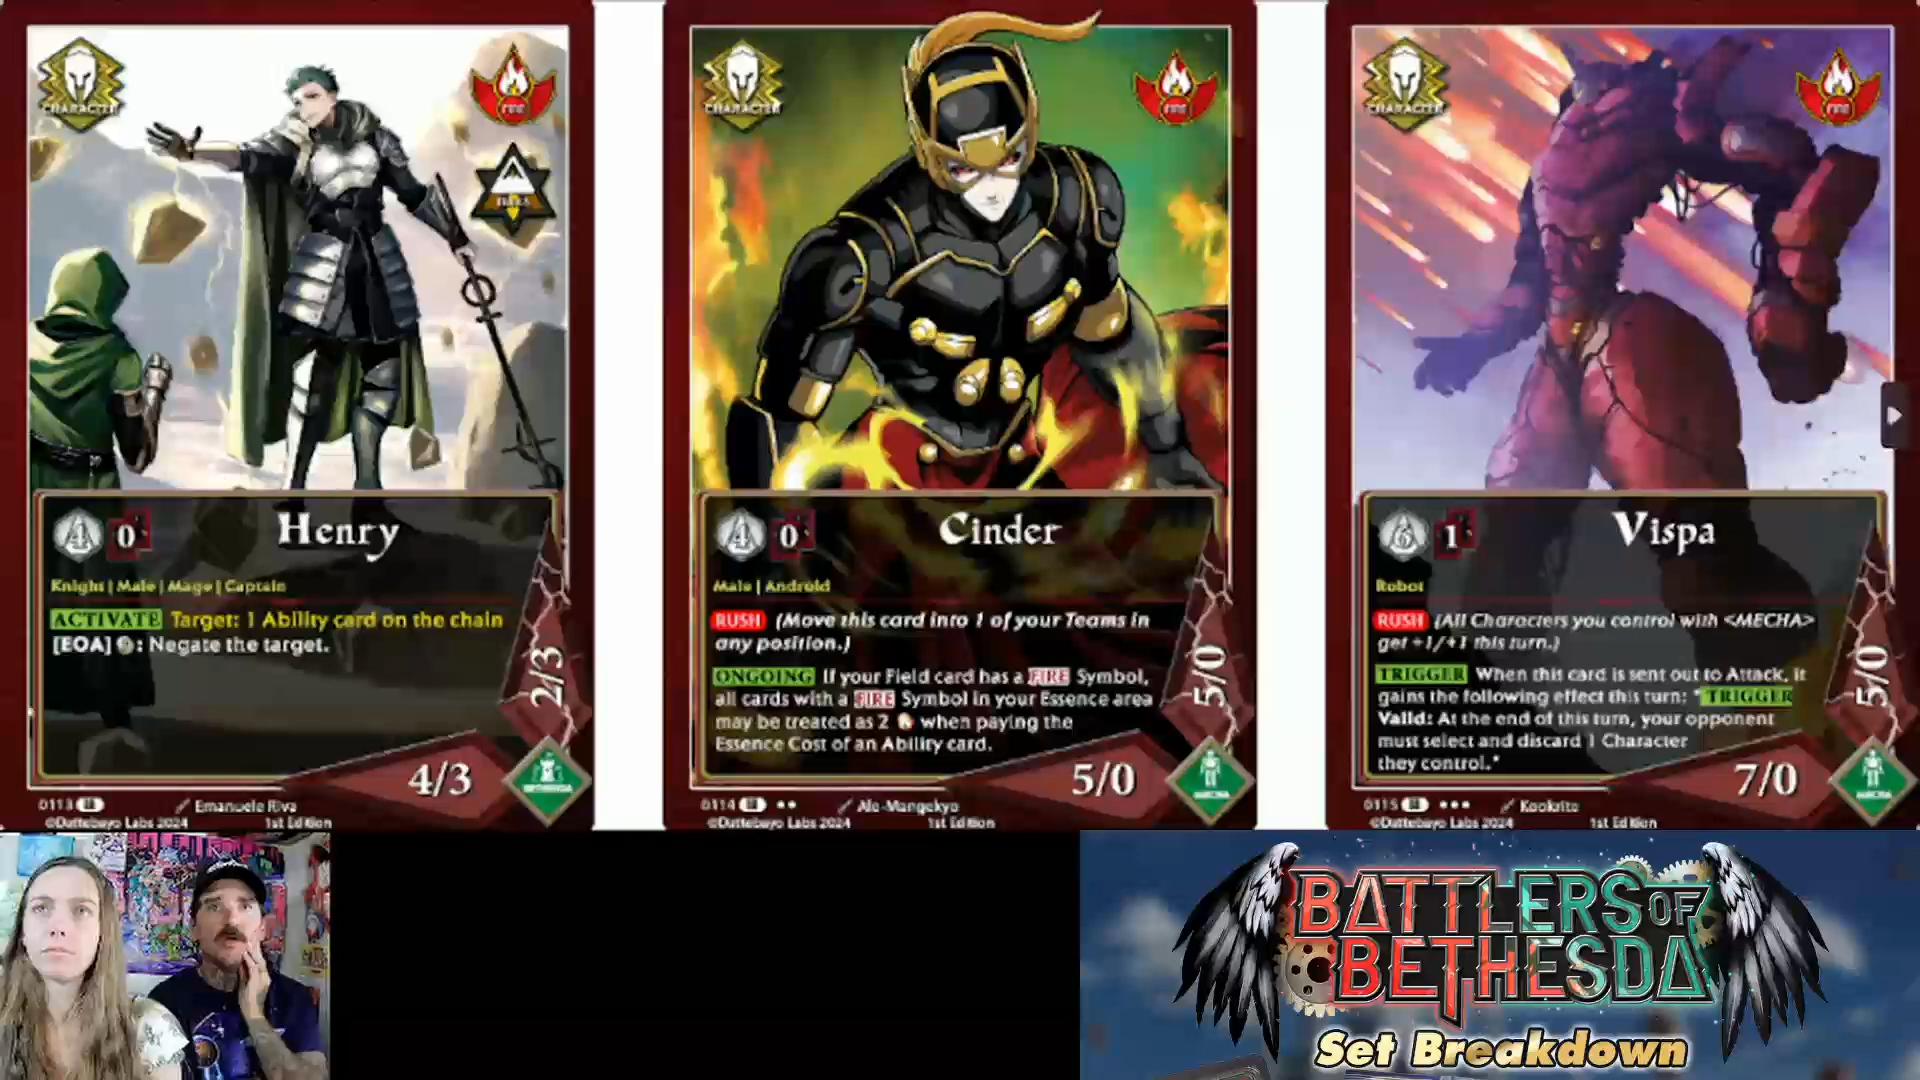 CHARACTER
FIRE
4 0 Henry
Knight | Male | Mage | Captain
ACTIVATE Target: 1 Ability card on the chain
[EOA] : Negate the target.
2/3
4/3
BETHESDA
0113 Emanuele Riva
©Dattebayo Labs 2024 1st Edition
CHARACTER
FIRE
4 0 Cinder
Male | Android
RUSH (Move this card into 1 of your Teams in
any position.)
ONGOING If your Field card has a FIRE Symbol,
all cards with a FIRE Symbol in your Essence area
may be treated as 2 when paying the
Essence Cost of an Ability card.
5/0
5/0
MECHA
0114 Ale-Mangekyo
©Dattebayo Labs 2024 1st Edition
CHARACTER
FIRE
6 1 Vispa
Robot
RUSH (All Characters you control with <MECHA>
get +1/+1 this turn.)
TRIGGER When this card is sent out to Attack, it
gains the following effect this turn: "TRIGGER
Valid: At the end of this turn, your opponent
must select and discard 1 Character
they control."
5/0
7/0
MECHA
0115 Kookrite
©Dattebayo Labs 2024 1st Edition
BATTLERS OF
BETHESDA
Set Breakdown